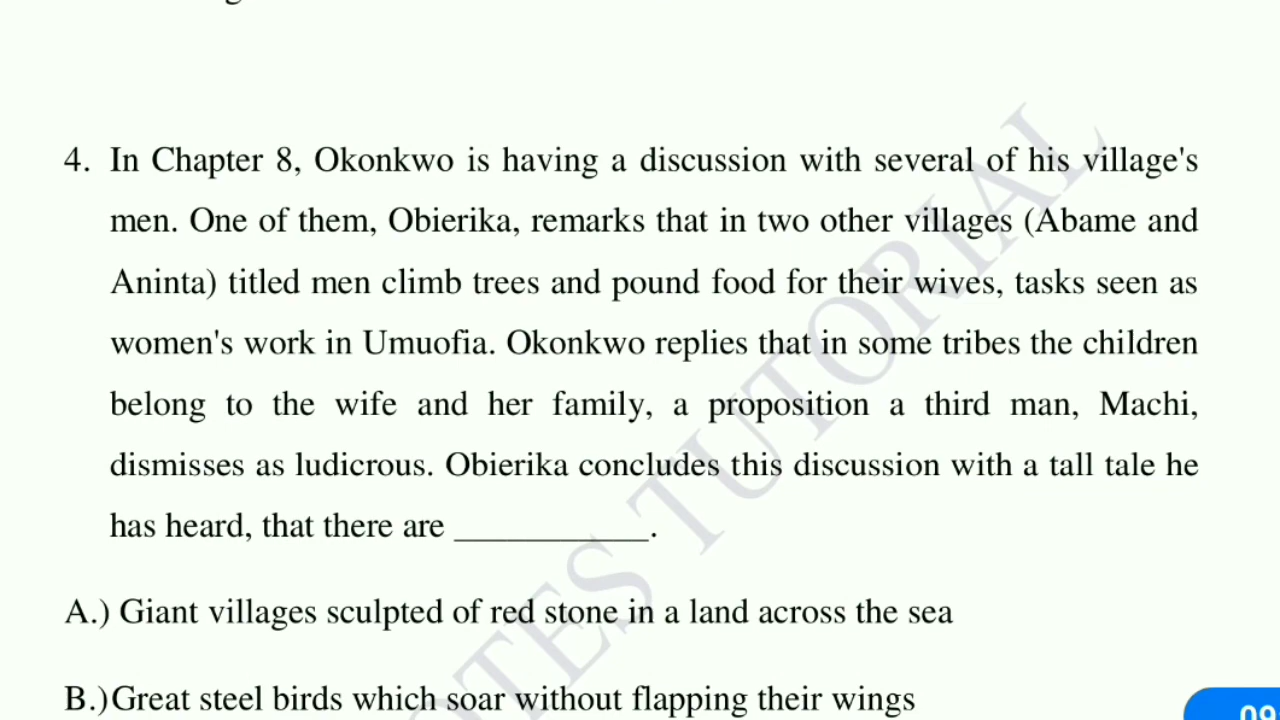 4. In Chapter 8, Okonkwo is having a discussion with several of his village's
men. One of them, Obierika, remarks that in two other villages (Abame and
Aninta) titled men climb trees and pound food for their wives, tasks seen as
women's work in Umuofia. Okonkwo replies that in some tribes the children
belong to the wife and her family, a proposition a third man, Machi,
dismisses as ludicrous. Obierika concludes this discussion with a tall tale he
has heard, that there are ___________.
A.) Giant villages sculpted of red stone in a land across the sea
B.)Great steel birds which soar without flapping their wings
OTES TUTORIAL